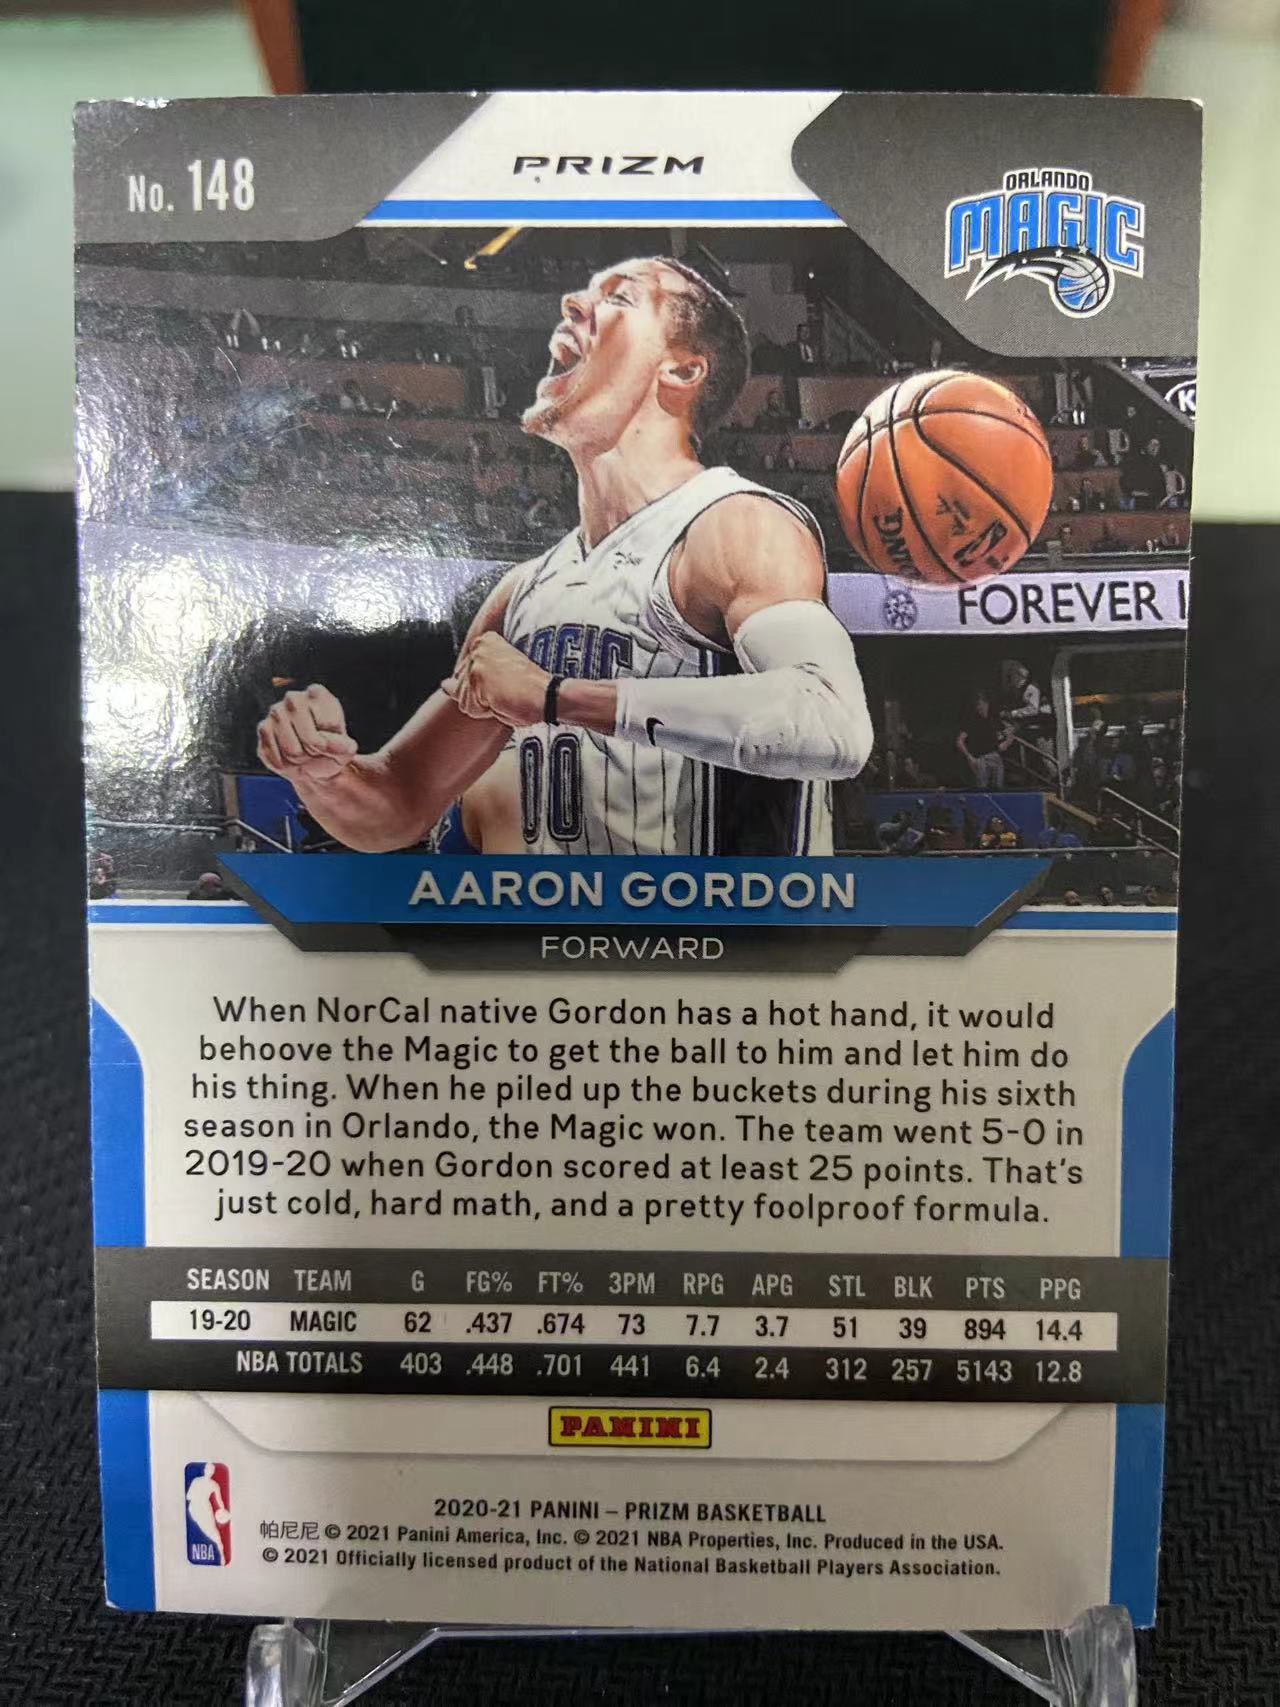 No. 148
PRIZM
ORLANDO
MAGIC
K
FOREVER
MAGIC
00
AARON GORDON
FORWARD
When NorCal native Gordon has a hot hand, it would
behoove the Magic to get the ball to him and let him do
his thing. When he piled up the buckets during his sixth
season in Orlando, the Magic won. The team went 5-0 in
2019-20 when Gordon scored at least 25 points. That's
just cold, hard math, and a pretty foolproof formula.
SEASON TEAM G FG% FT% 3PM RPG APG STL BLK PTS PPG
19-20 MAGIC 62 .437 .674 73 7.7 3.7 51 39 894 14.4
NBA TOTALS 403 .448 .701 441 6.4 2.4 312 257 5143 12.8
PANINI
NBA
2020-21 PANINI – PRIZM BASKETBALL
帕尼尼 © 2021 Panini America, Inc. © 2021 NBA Properties, Inc. Produced in the USA.
© 2021 Officially licensed product of the National Basketball Players Association.